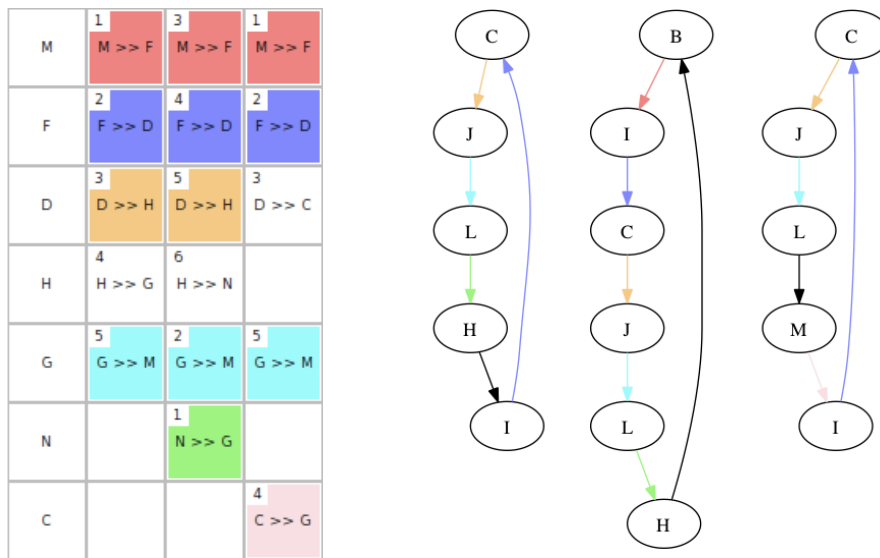 M 1 M >> F 3 M >> F 1 M >> F
F 2 F >> D 4 F >> D 2 F >> D
D 3 D >> H 5 D >> H 3 D >> C
H 4 H >> G 6 H >> N
G 5 G >> M 2 G >> M 5 G >> M
N 1 N >> G
C 4 C >> G
C
J
L
H
I
B
I
C
J
L
H
C
J
L
M
I